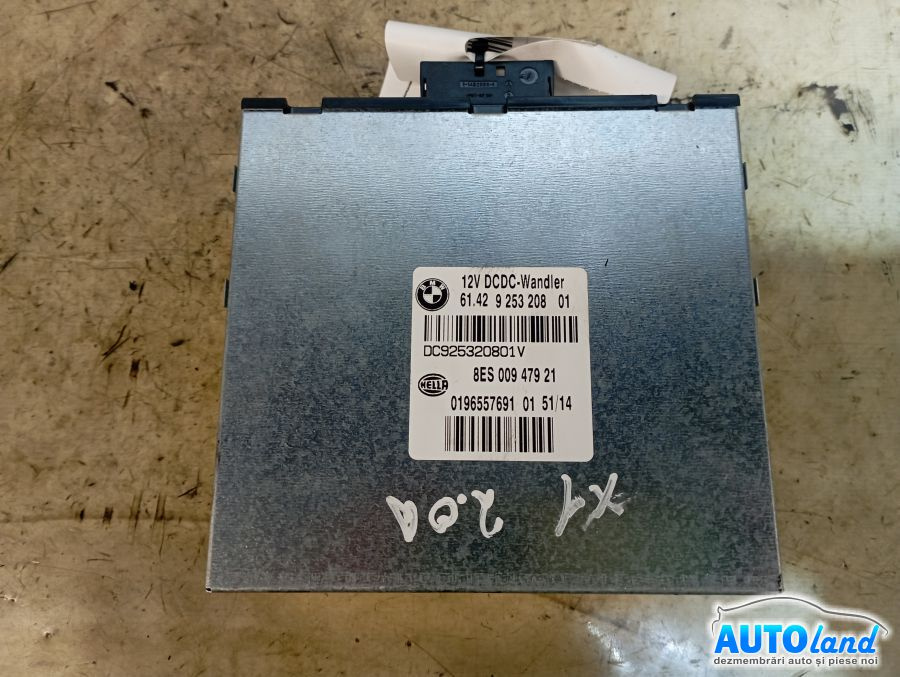 BMW
12V DCDC-Wandler
61.42 9 253 208 01
DC925320801V
8ES 009 479 21
HELLA
0196557691 01 51/14
X1 2.0d
AUTOland
dezmembrări auto și piese noi